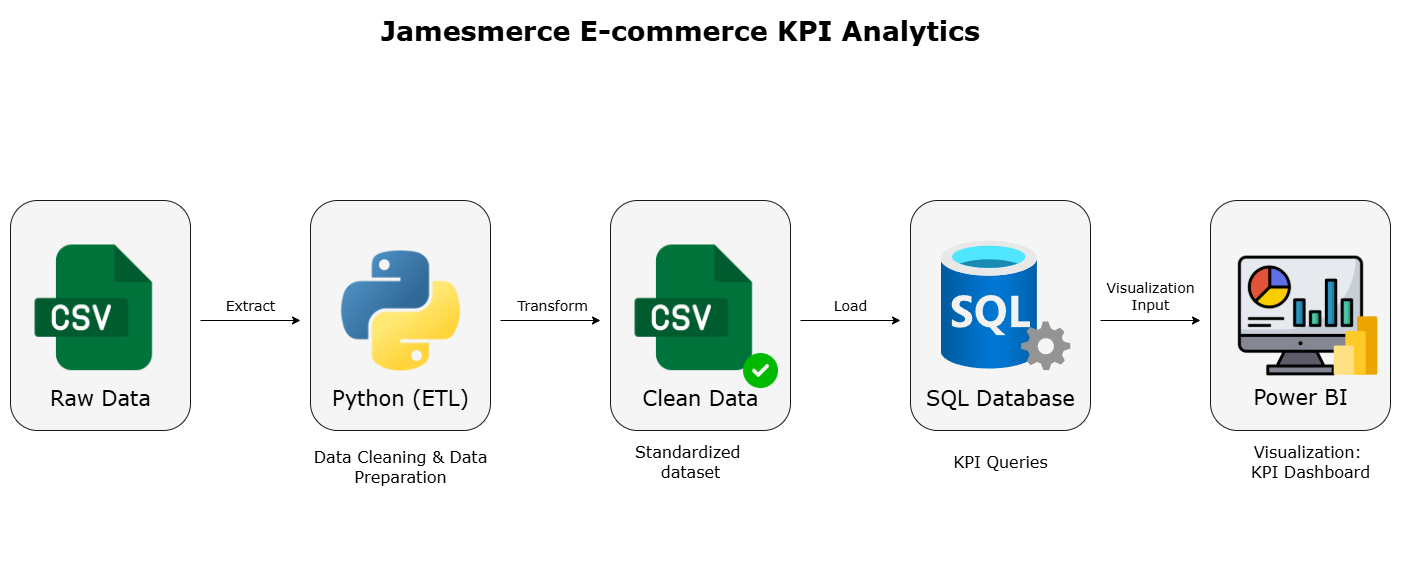 Jamesmerce E-commerce KPI Analytics
CSV
Raw Data
Extract
Python (ETL)
Data Cleaning & Data
Preparation
Transform
CSV
Clean Data
Standardized
dataset
Load
SQL
SQL Database
KPI Queries
Visualization
Input
Power BI
Visualization:
KPI Dashboard